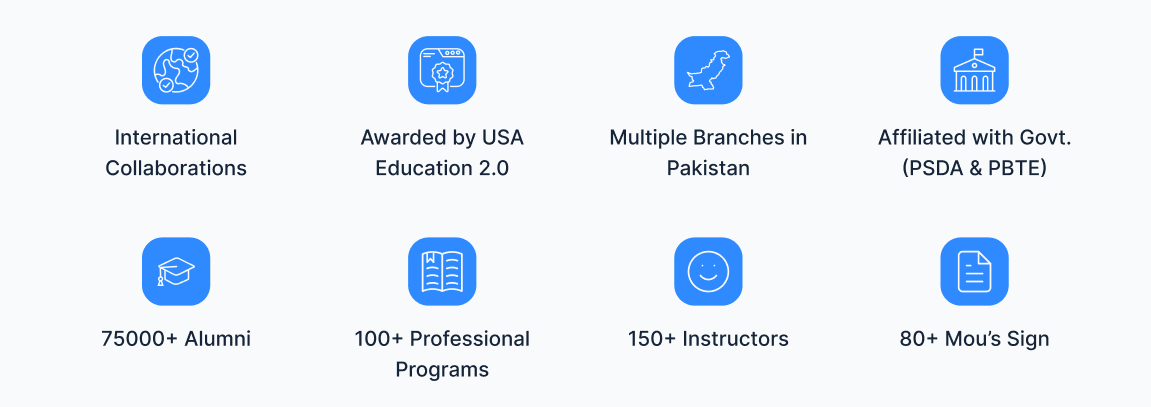 International
Collaborations
Awarded by USA
Education 2.0
Multiple Branches in
Pakistan
Affiliated with Govt.
(PSDA & PBTE)
75000+ Alumni
100+ Professional
Programs
150+ Instructors
80+ Mou’s Sign